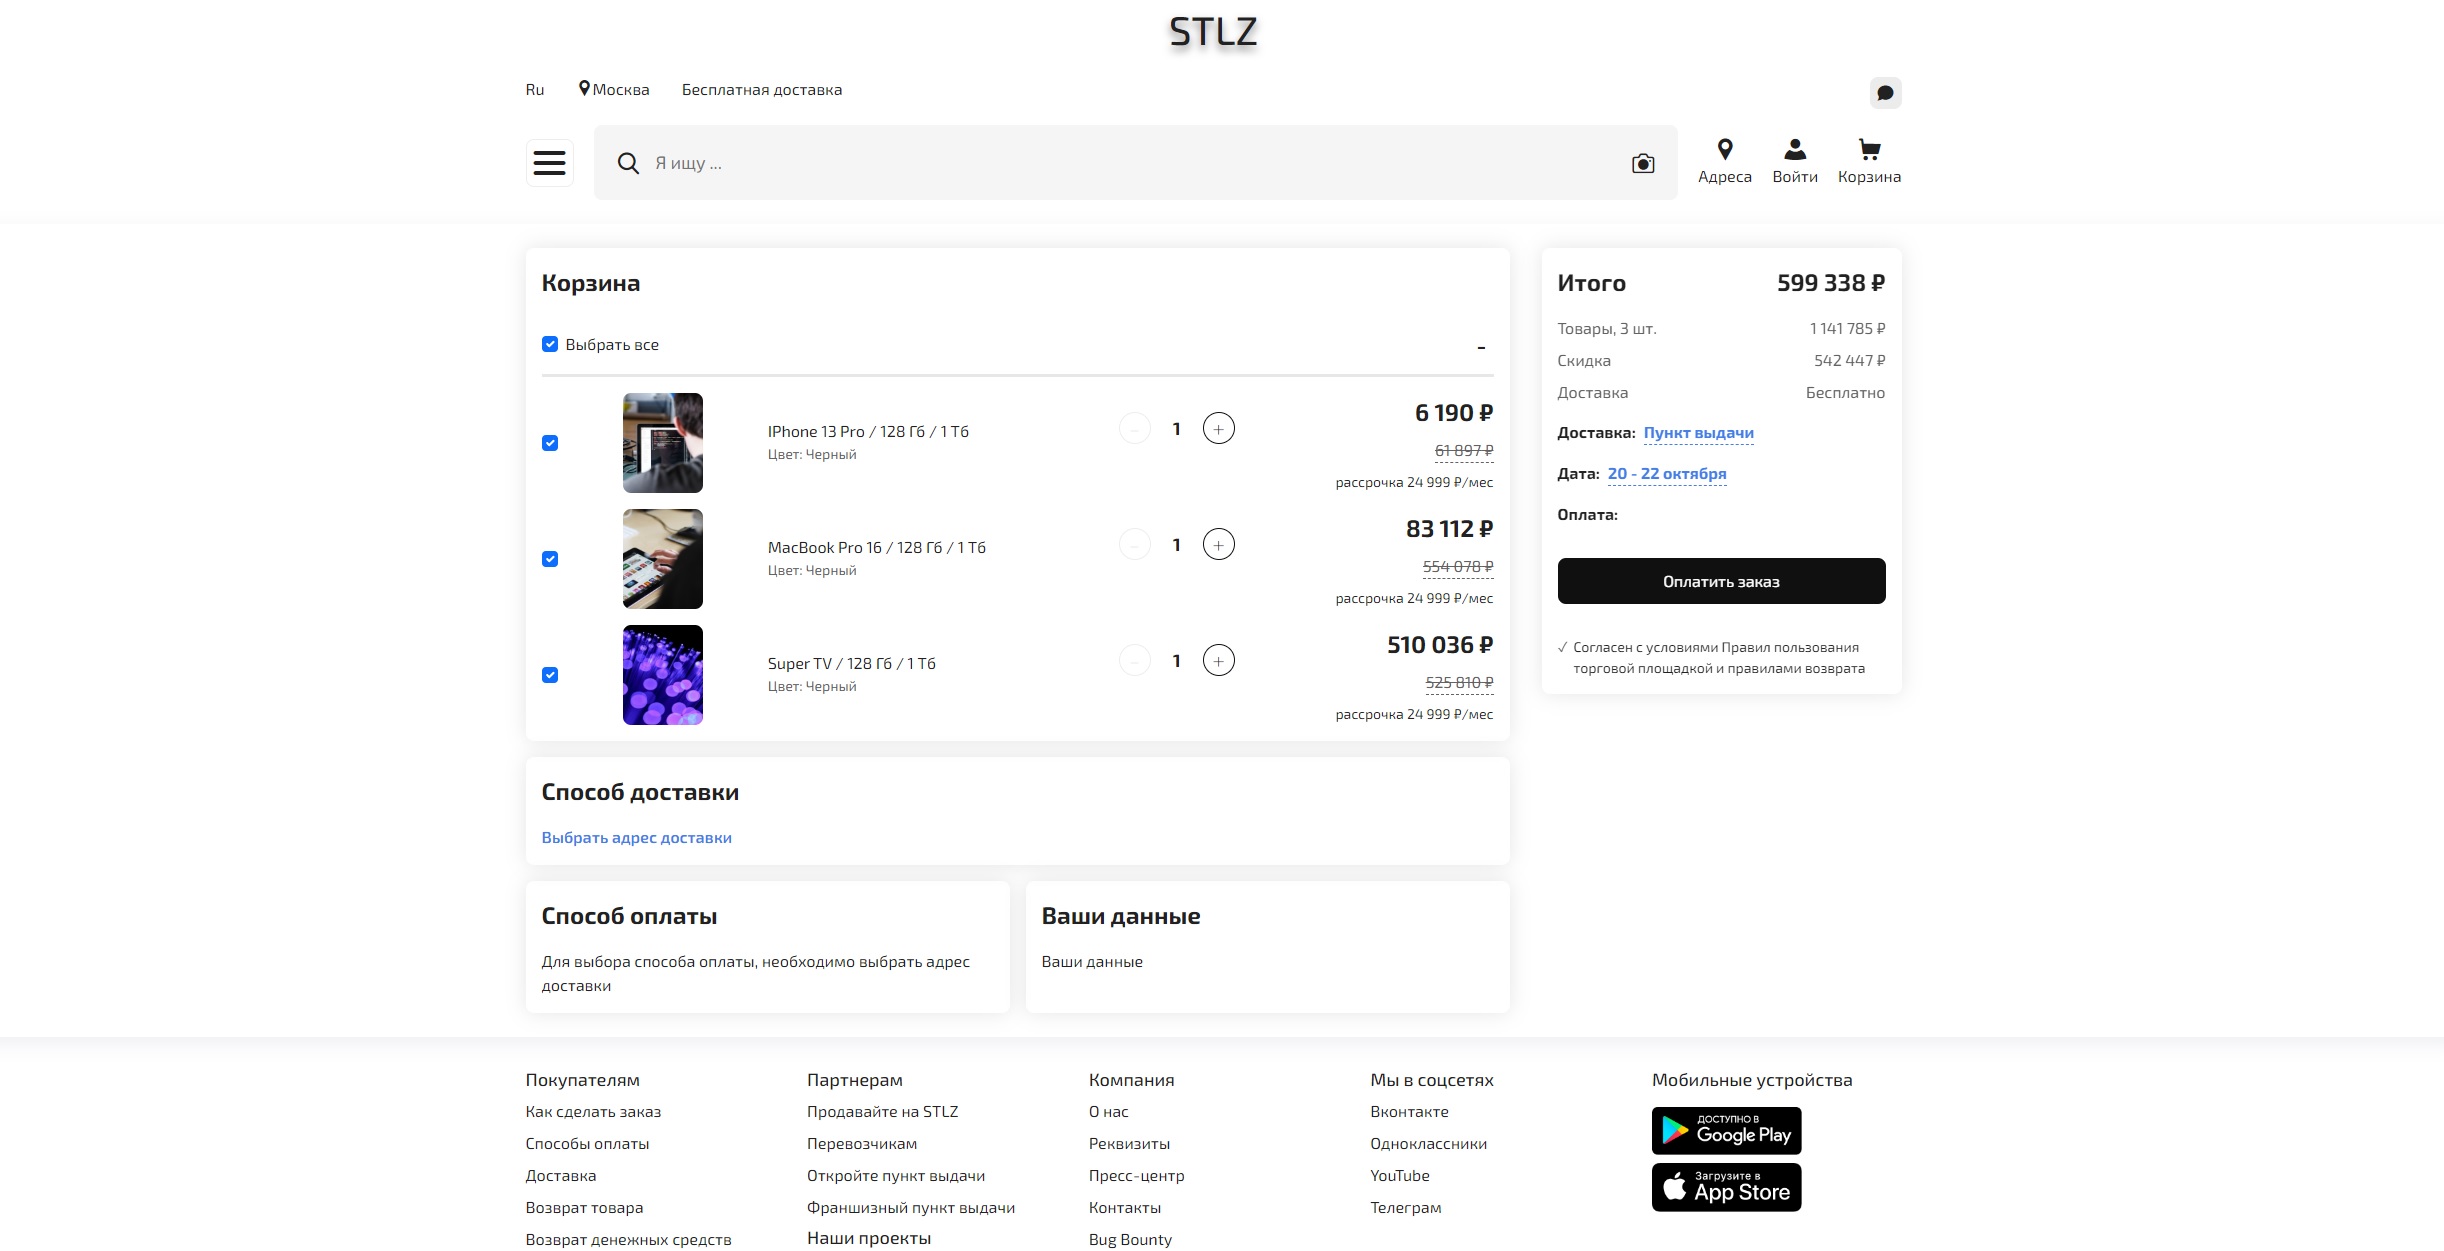 STLZ
Ru Москва Бесплатная доставка
Я ищу ...
Адреса Войти Корзина
Корзина
Выбрать все
-
IPhone 13 Pro / 128 Гб / 1 Тб
Цвет: Черный
1
6 190 ₽
61 897 ₽
рассрочка 24 999 ₽/мес
MacBook Pro 16 / 128 Гб / 1 Тб
Цвет: Черный
1
83 112 ₽
554 078 ₽
рассрочка 24 999 ₽/мес
Super TV / 128 Гб / 1 Тб
Цвет: Черный
1
510 036 ₽
525 810 ₽
рассрочка 24 999 ₽/мес
Итого 599 338 ₽
Товары, 3 шт. 1 141 785 ₽
Скидка 542 447 ₽
Доставка Бесплатно
Доставка: Пункт выдачи
Дата: 20 - 22 октября
Оплата:
Оплатить заказ
✓ Согласен с условиями Правил пользования
торговой площадкой и правилами возврата
Способ доставки
Выбрать адрес доставки
Способ оплаты
Для выбора способа оплаты, необходимо выбрать адрес
доставки
Ваши данные
Ваши данные
Покупателям
Как сделать заказ
Способы оплаты
Доставка
Возврат товара
Возврат денежных средств
Партнерам
Продавайте на STLZ
Перевозчикам
Откройте пункт выдачи
Франшизный пункт выдачи
Наши проекты
Компания
О нас
Реквизиты
Пресс-центр
Контакты
Bug Bounty
Мы в соцсетях
Вконтакте
Одноклассники
YouTube
Телеграм
Мобильные устройства
ДОСТУПНО В
Google Play
Загрузите в
App Store